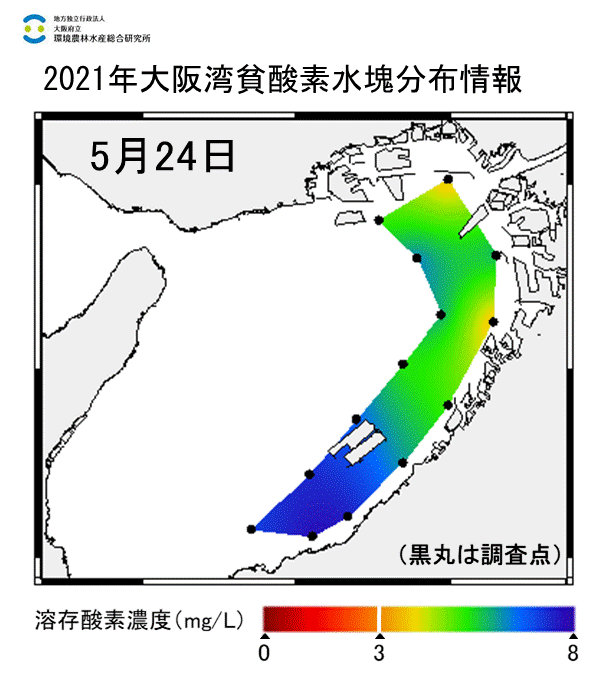 地方独立行政法人
大阪府立
環境農林水産総合研究所
2021年大阪湾貧酸素水塊分布情報
5月24日
(黒丸は調査点)
溶存酸素濃度(mg/L)
0 3 8